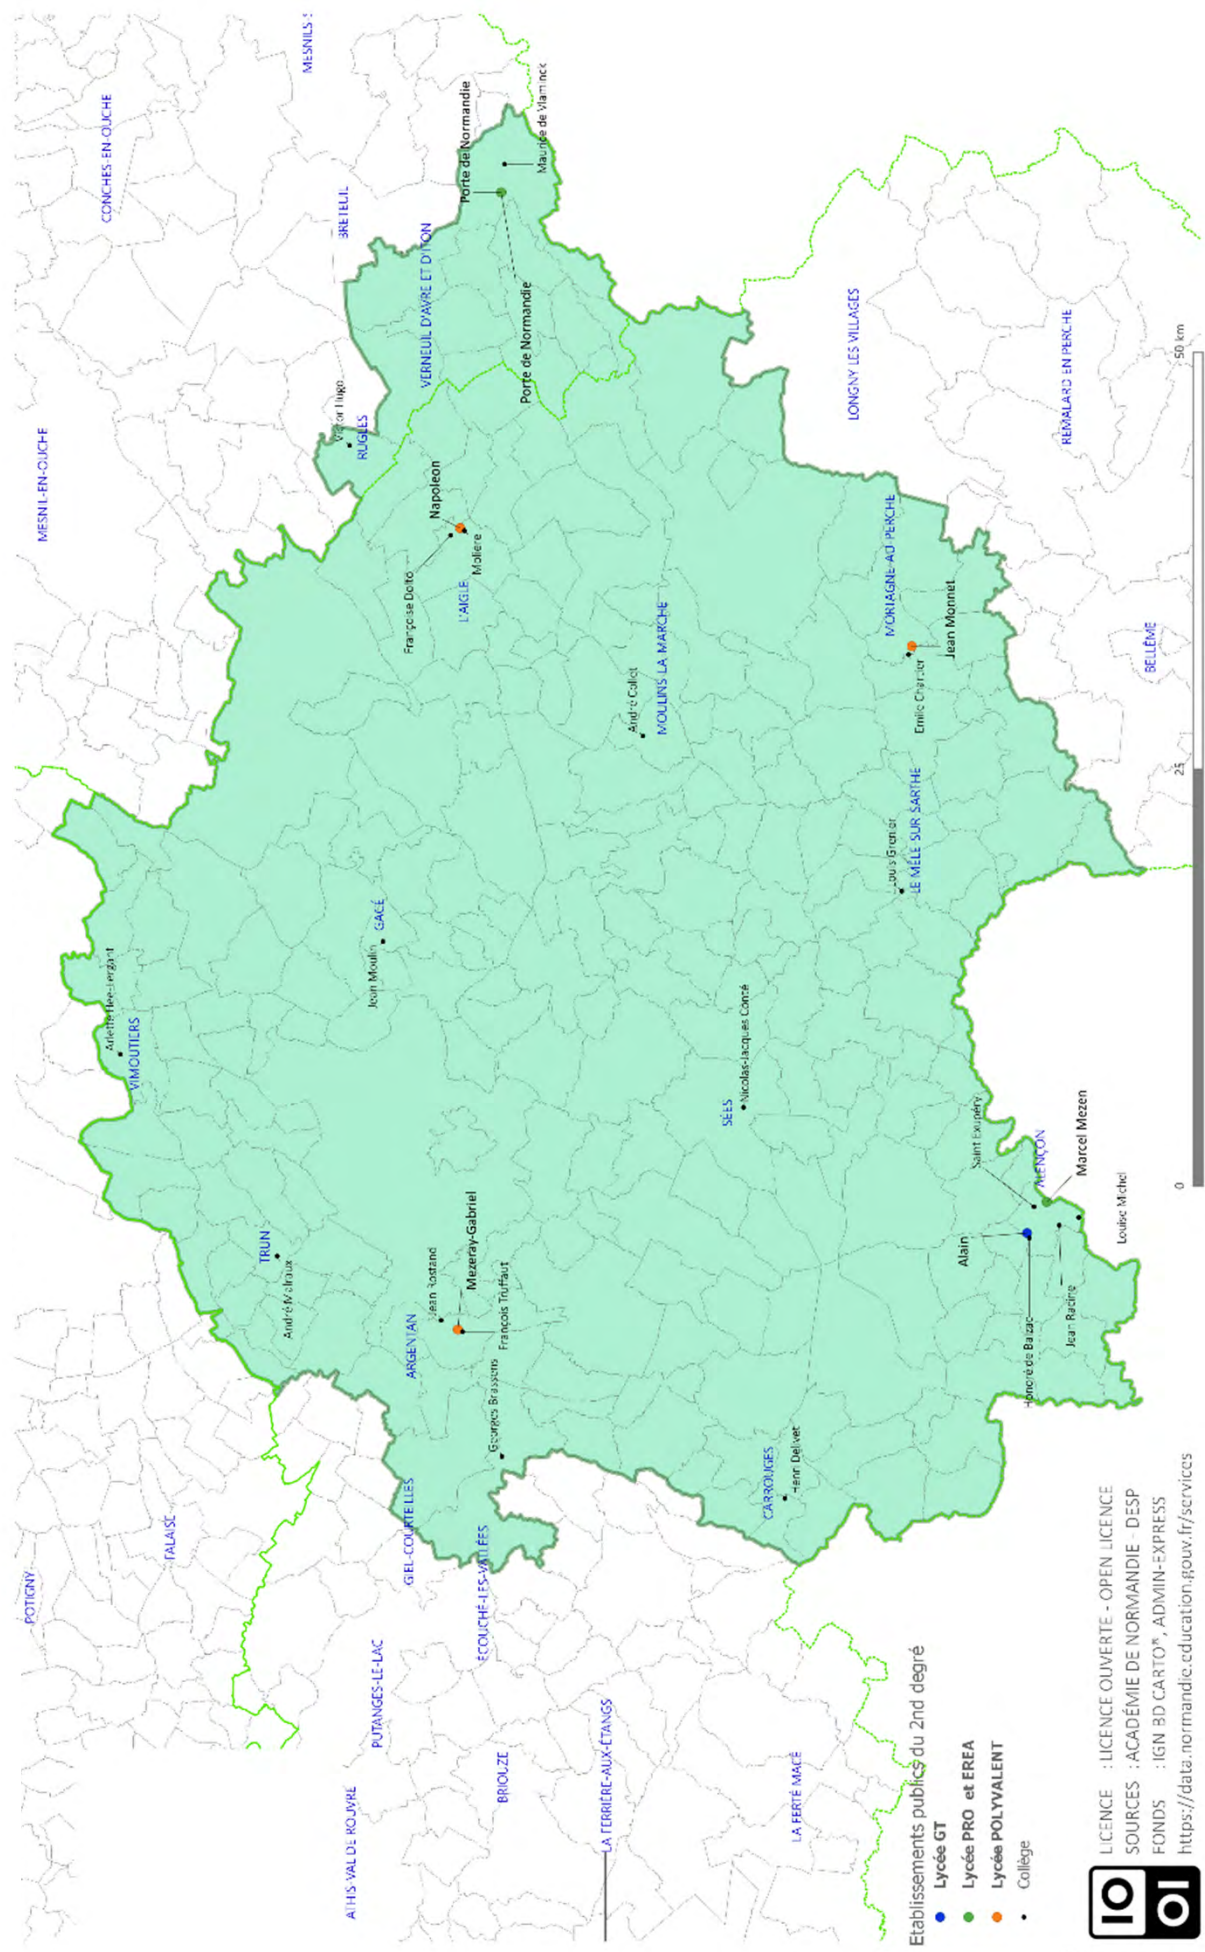 POTIGNY
FALAISE
MESNIL-EN-OUCHE
CONCHES-EN-OUCHE
MESNILS-S
ATHIS-VAL DE ROUVRE
PUTANGES-LE-LAC
BRIOUZE
LA FERRIÈRE-AUX-ÉTANGS
LA FERTÉ MACÉ
GIEL-COURTEILLES
ÉCOUCHÉ-LES-VALLÉES
Georges Brassens
TRUN
André Malraux
ARGENTAN
Jean Rostand
Mezeray-Gabriel
François Truffaut
VIMOUTIERS
Arlette Hee-Fergant
GACÉ
Jean Moulin
BRETEUIL
Victor Hugo
RUGLES
VERNEUIL D'AVRE ET D'ITON
Porte de Normandie
Maurice de Vlaminck
Porte de Normandie
Napoleon
Françoise Dolto
Molière
L'AIGLE
André Collet
MOULINS LA MARCHE
CARROUGES
Henri Delivet
SÉES
Nicolas-Jacques Conté
Louis Grenier
LE MÊLE SUR SARTHE
MORTAGNE-AU-PERCHE
Emile Chartier
Jean Monnet
LONGNY LES VILLAGES
REMALARD EN PERCHE
BELLÊME
Alain
Saint Exupéry
ALENÇON
Marcel Mezen
Honoré de Balzac
Jean Racine
Louise Michel
0
25
50 km
Etablissements publics du 2nd degré
Lycée GT
Lycée PRO et EREA
Lycée POLYVALENT
Collège
LICENCE : LICENCE OUVERTE - OPEN LICENCE
SOURCES : ACADÉMIE DE NORMANDIE - DESP
FONDS : IGN BD CARTO®, ADMIN-EXPRESS
https://data.normandie.education.gouv.fr/services